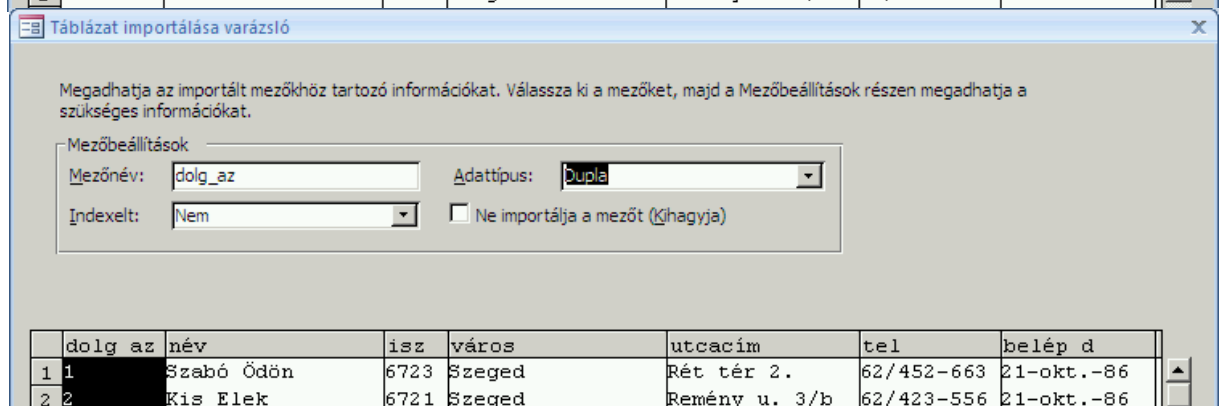 Táblázat importálása varázsló
Megadhatja az importált mezőkhöz tartozó információkat. Válassza ki a mezőket, majd a Mezőbeállítások részen megadhatja a
szükséges információkat.
Mezőbeállítások
Mezőnév: dolg_az Adattípus: Dupla
Indexelt: Nem Ne importálja a mezőt (Kihagyja)
dolg az név isz város utcacím tel belép d
1 1 Szabó Ödön 6723 Szeged Rét tér 2. 62/452-663 21-okt.-86
2 2 Kis Elek 6721 Szeged Remény u. 3/b 62/423-556 21-okt.-86